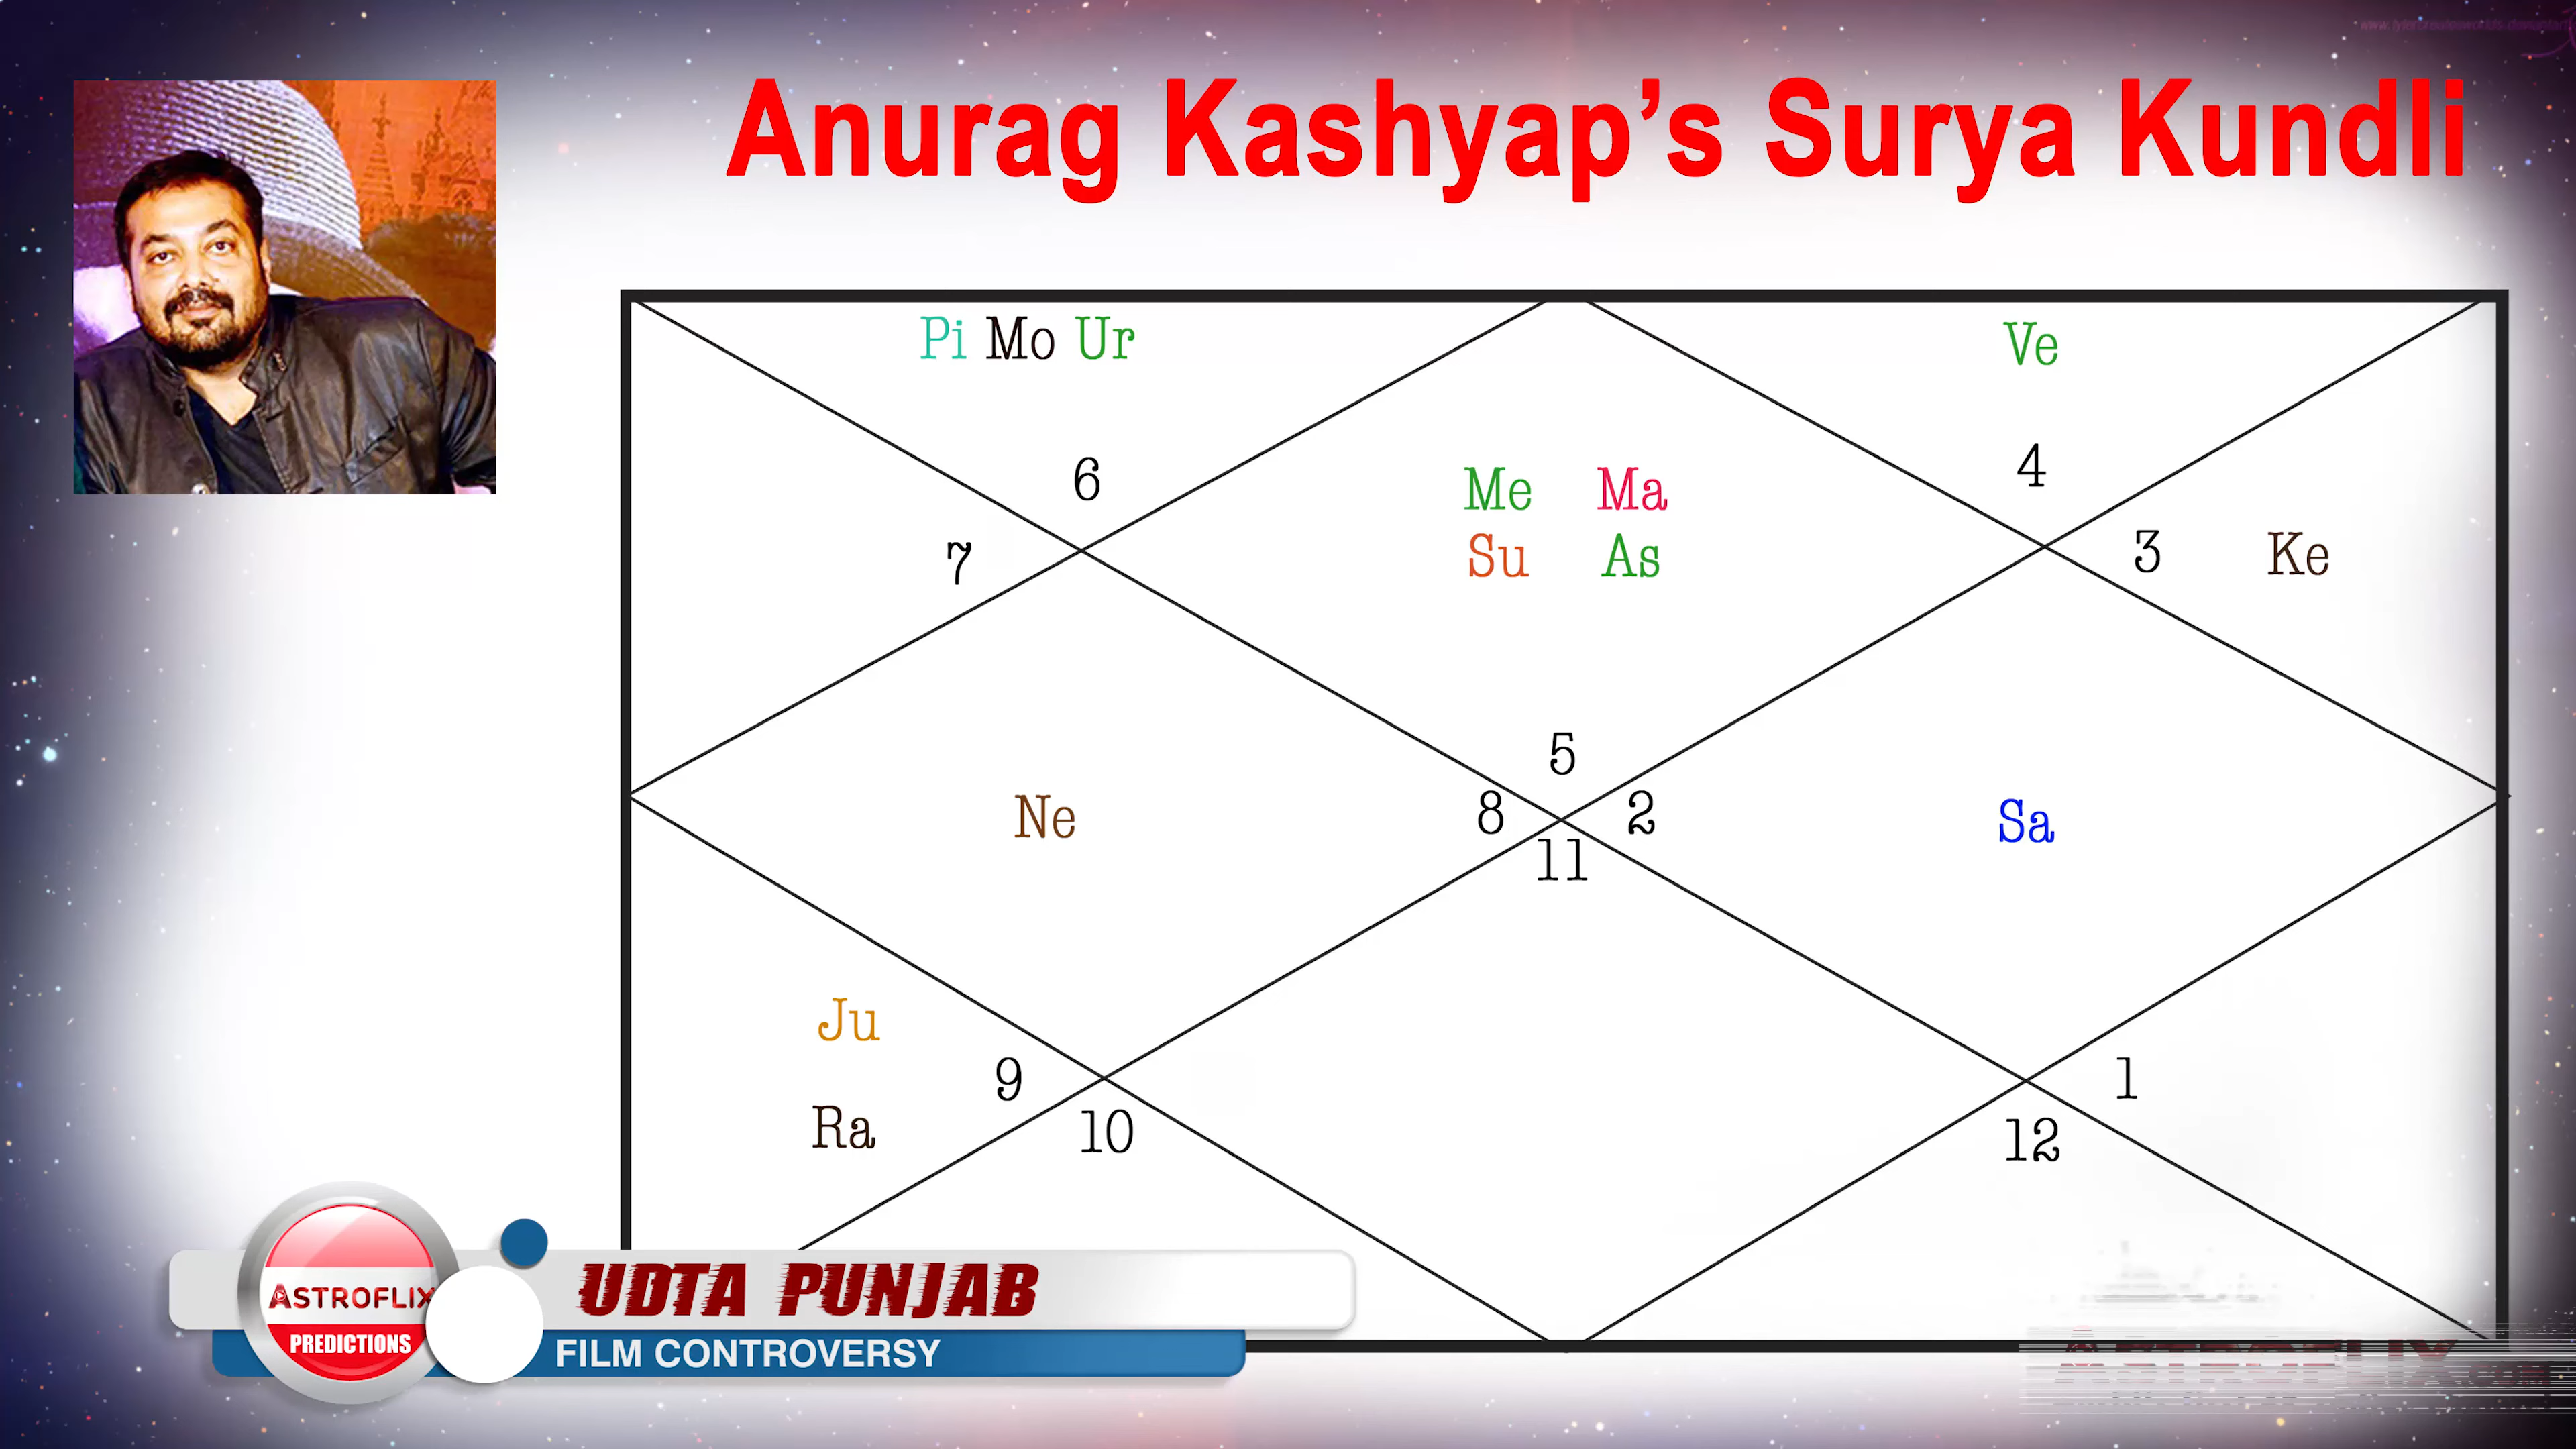 Anurag Kashyap’s Surya Kundli
Pi Mo Ur
Ve
6
4
Me Ma
Su As
7
3 Ke
5
Ne
8 2
Sa
11
Ju
9
1
Ra
10
12
ASTROFLIX
PREDICTIONS
UDTA PUNJAB
FILM CONTROVERSY